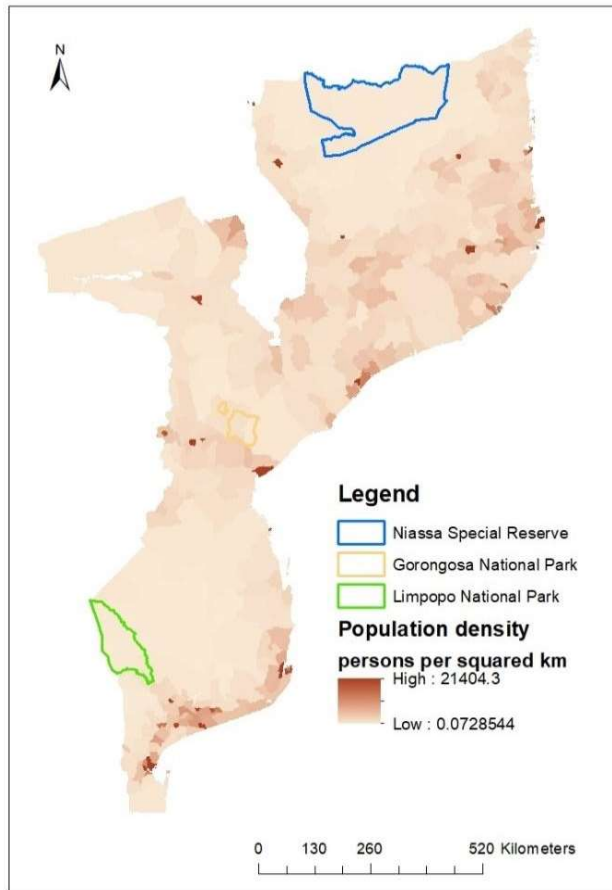 N
Legend
Niassa Special Reserve
Gorongosa National Park
Limpopo National Park
Population density
persons per squared km
High : 21404.3
Low : 0.0728544
0 130 260 520 Kilometers